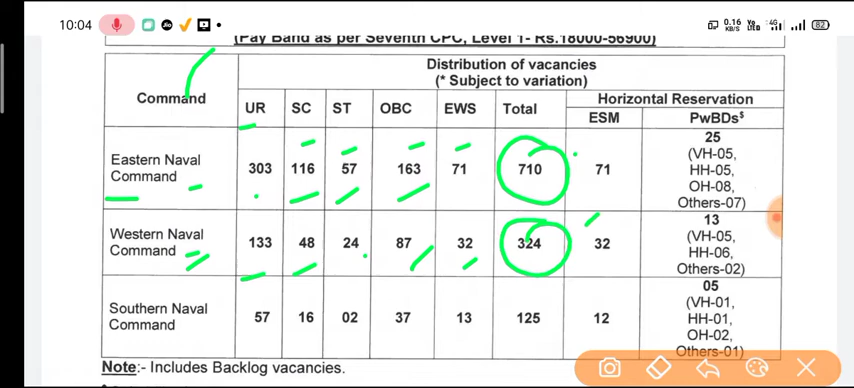 10:04
0.16 KB/S Vo LTED 4G 82
(Pay Band as per Seventh CPC, Level 1- Rs.18000-56900)
Command
Distribution of vacancies
(* Subject to variation)
UR SC ST OBC EWS Total Horizontal Reservation
ESM PwBDs$
Eastern Naval Command 303 116 57 163 71 710 71 25
(VH-05,
HH-05,
OH-08,
Others-07)
Western Naval Command 133 48 24 87 32 324 32 13
(VH-05,
HH-06,
Others-02)
Southern Naval Command 57 16 02 37 13 125 12 05
(VH-01,
HH-01,
OH-02,
Others-01)
Note:- Includes Backlog vacancies.